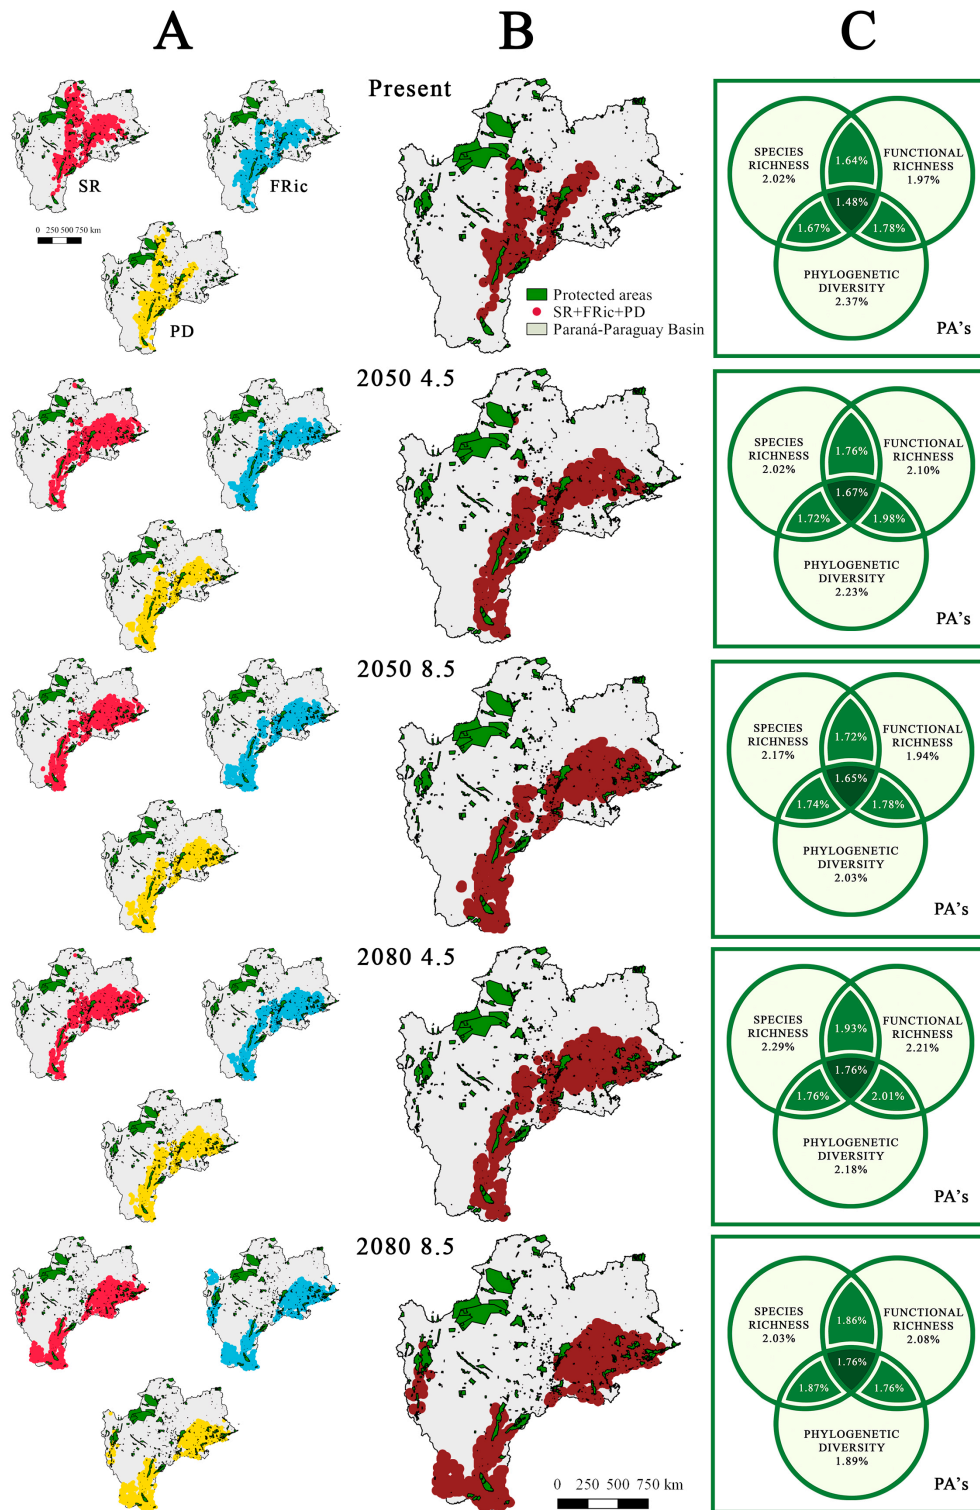 A
B
C
Present
SR
FRic
0 250 500 750 km
PD
Protected areas
SR+FRic+PD
Paraná-Paraguay Basin
SPECIES
RICHNESS
2.02%
1.64%
FUNCTIONAL
RICHNESS
1.97%
1.48%
1.67%
1.78%
PHYLOGENETIC
DIVERSITY
2.37%
PA's
2050 4.5
SPECIES
RICHNESS
2.02%
1.76%
FUNCTIONAL
RICHNESS
2.10%
1.67%
1.72%
1.98%
PHYLOGENETIC
DIVERSITY
2.23%
PA's
2050 8.5
SPECIES
RICHNESS
2.17%
1.72%
FUNCTIONAL
RICHNESS
1.94%
1.65%
1.74%
1.78%
PHYLOGENETIC
DIVERSITY
2.03%
PA's
2080 4.5
SPECIES
RICHNESS
2.29%
1.93%
FUNCTIONAL
RICHNESS
2.21%
1.76%
1.76%
2.01%
PHYLOGENETIC
DIVERSITY
2.18%
PA's
2080 8.5
SPECIES
RICHNESS
2.03%
1.86%
FUNCTIONAL
RICHNESS
2.08%
1.76%
1.87%
1.76%
PHYLOGENETIC
DIVERSITY
1.89%
PA's
0 250 500 750 km